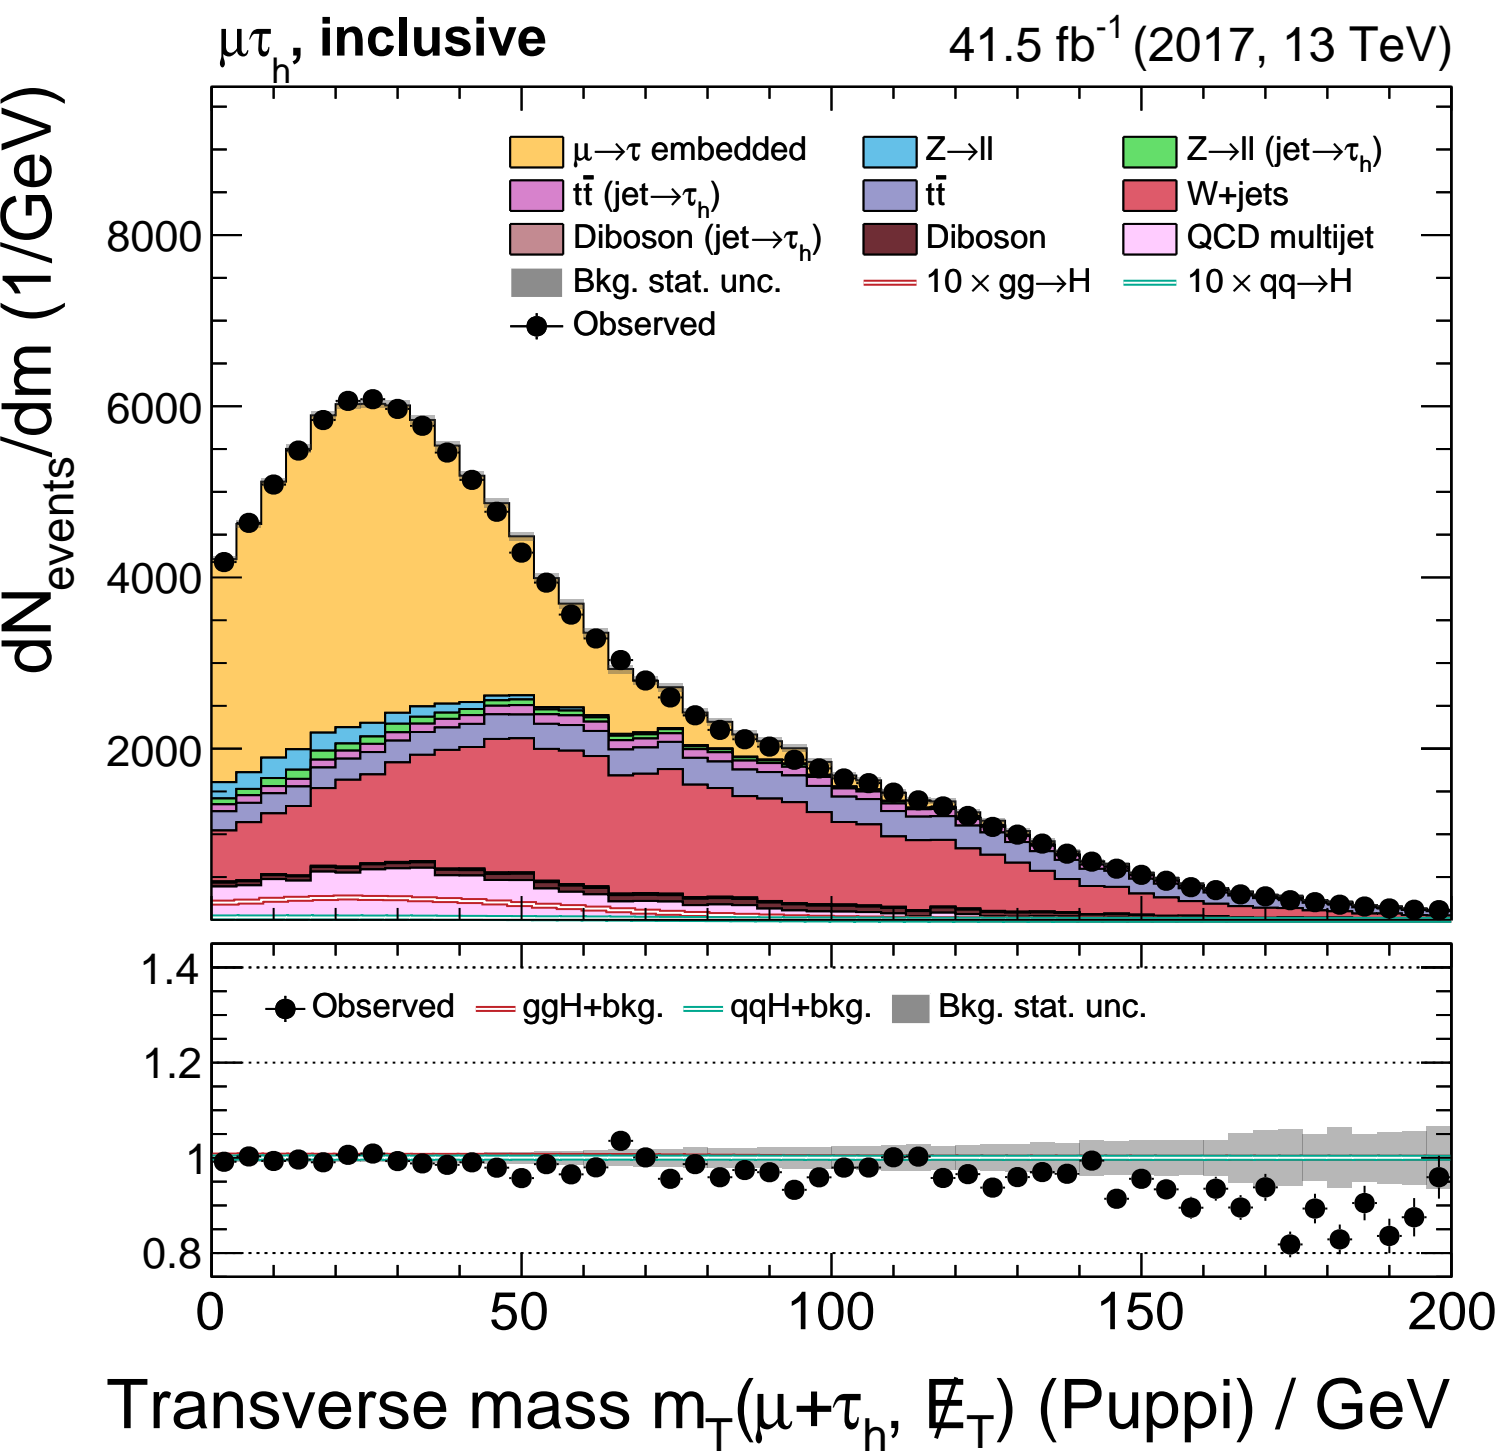 μτh, inclusive 41.5 fb-1 (2017, 13 TeV)
dNevents/dm (1/GeV)
μ→τ embedded Z→ll Z→ll (jet→τh)
tt̄ (jet→τh) tt̄ W+jets
Diboson (jet→τh) Diboson QCD multijet
Bkg. stat. unc. 10 × gg→H 10 × qq→H
Observed
8000
6000
4000
2000
1.4
Observed ggH+bkg. qqH+bkg. Bkg. stat. unc.
1.2
1
0.8
0 50 100 150 200
Transverse mass mT(μ+τh, E̸T) (Puppi) / GeV